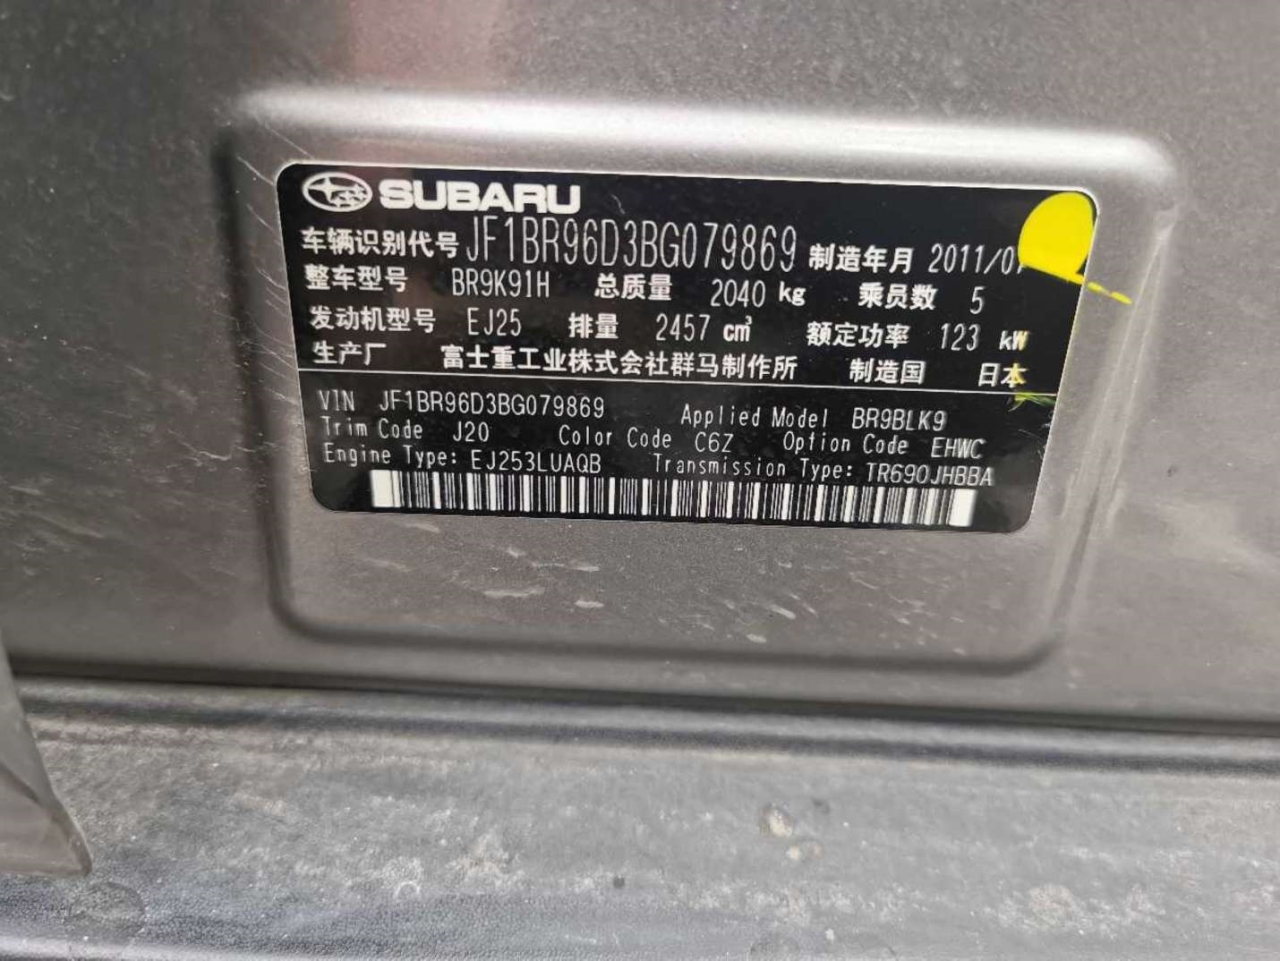 SUBARU
车辆识别代号 JF1BR96D3BG079869 制造年月 2011/0
整车型号 BR9K91H 总质量 2040 kg 乘员数 5
发动机型号 EJ25 排量 2457 cm³ 额定功率 123 kW
生产厂 富士重工业株式会社群马制作所 制造国 日本
VIN JF1BR96D3BG079869 Applied Model BR9BLK9
Trim Code J20 Color Code C6Z Option Code EHWC
Engine Type: EJ253LUAQB Transmission Type: TR690JHBBA